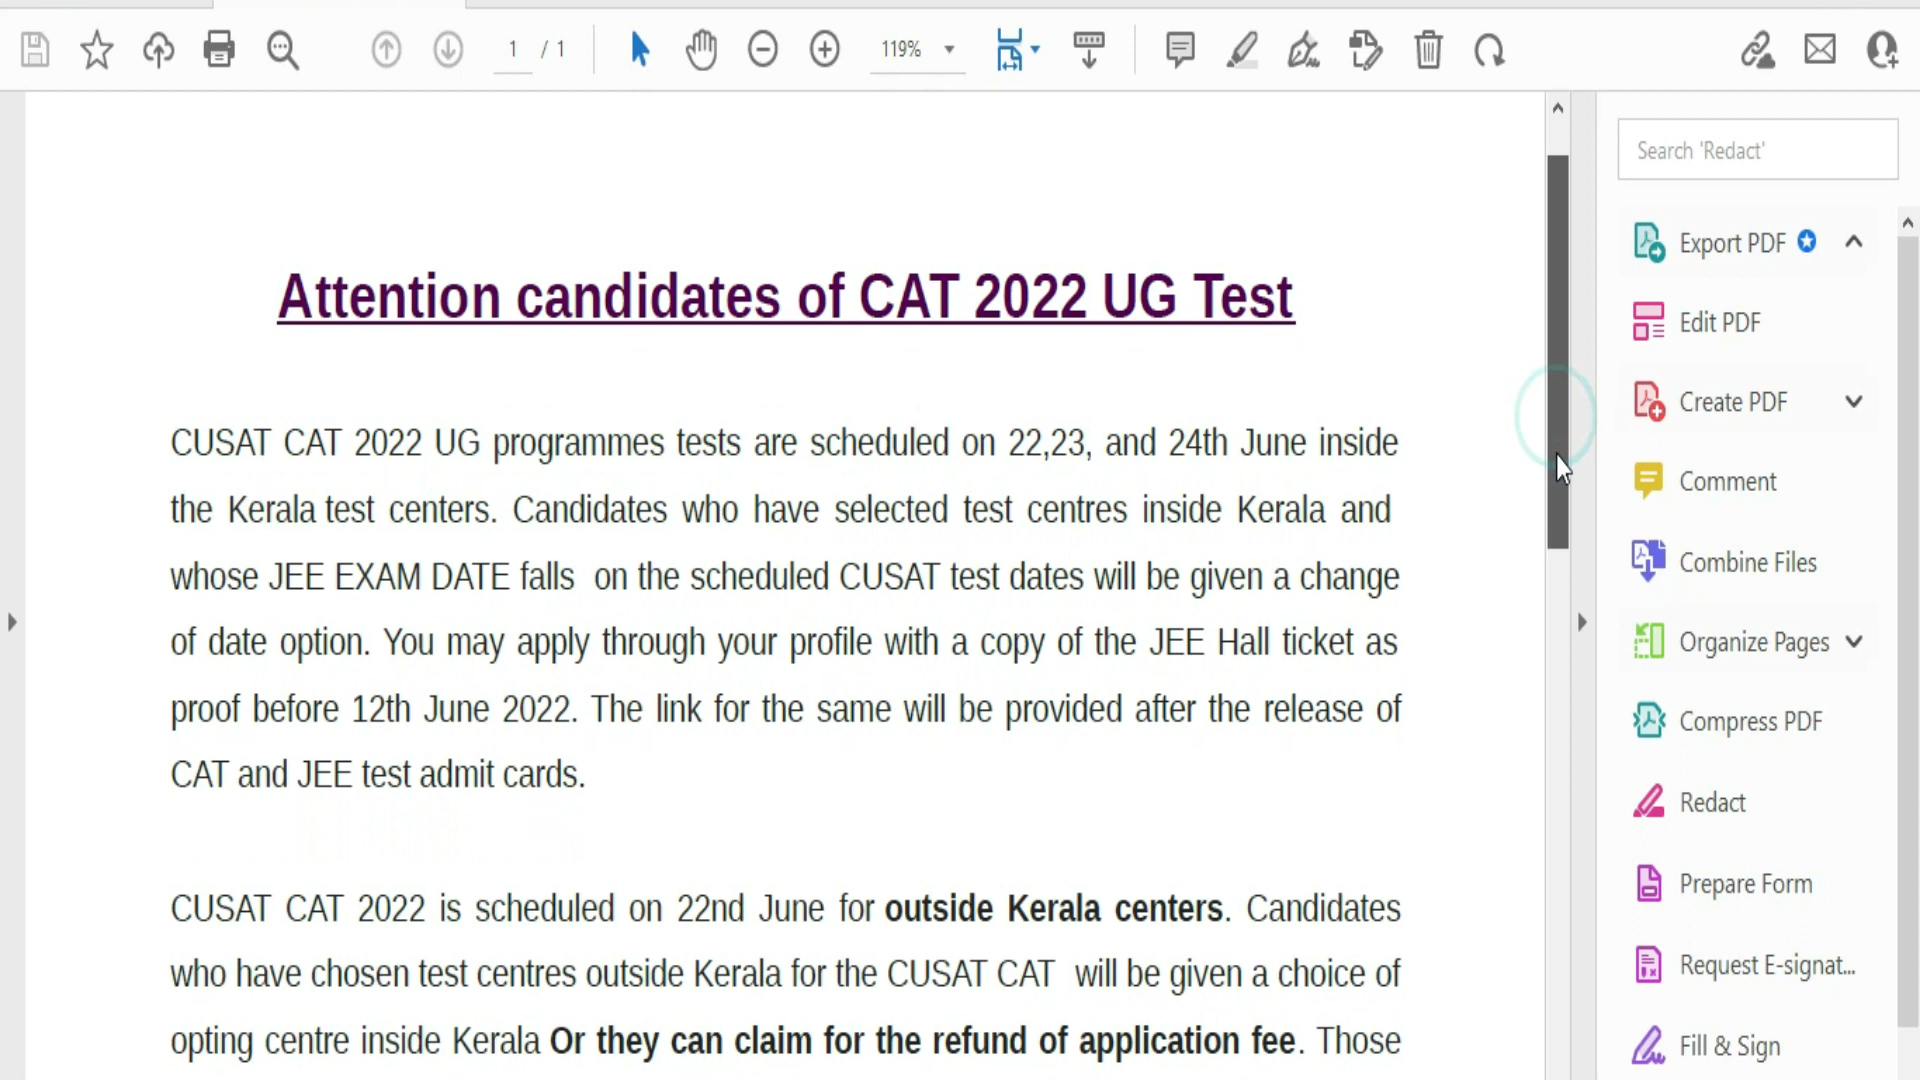 1 / 1
119%
Search 'Redact'
Attention candidates of CAT 2022 UG Test
CUSAT CAT 2022 UG programmes tests are scheduled on 22,23, and 24th June inside
the Kerala test centers. Candidates who have selected test centres inside Kerala and
whose JEE EXAM DATE falls on the scheduled CUSAT test dates will be given a change
of date option. You may apply through your profile with a copy of the JEE Hall ticket as
proof before 12th June 2022. The link for the same will be provided after the release of
CAT and JEE test admit cards.
CUSAT CAT 2022 is scheduled on 22nd June for outside Kerala centers. Candidates
who have chosen test centres outside Kerala for the CUSAT CAT will be given a choice of
opting centre inside Kerala Or they can claim for the refund of application fee. Those
Export PDF
Edit PDF
Create PDF
Comment
Combine Files
Organize Pages
Compress PDF
Redact
Prepare Form
Request E-signat...
Fill & Sign